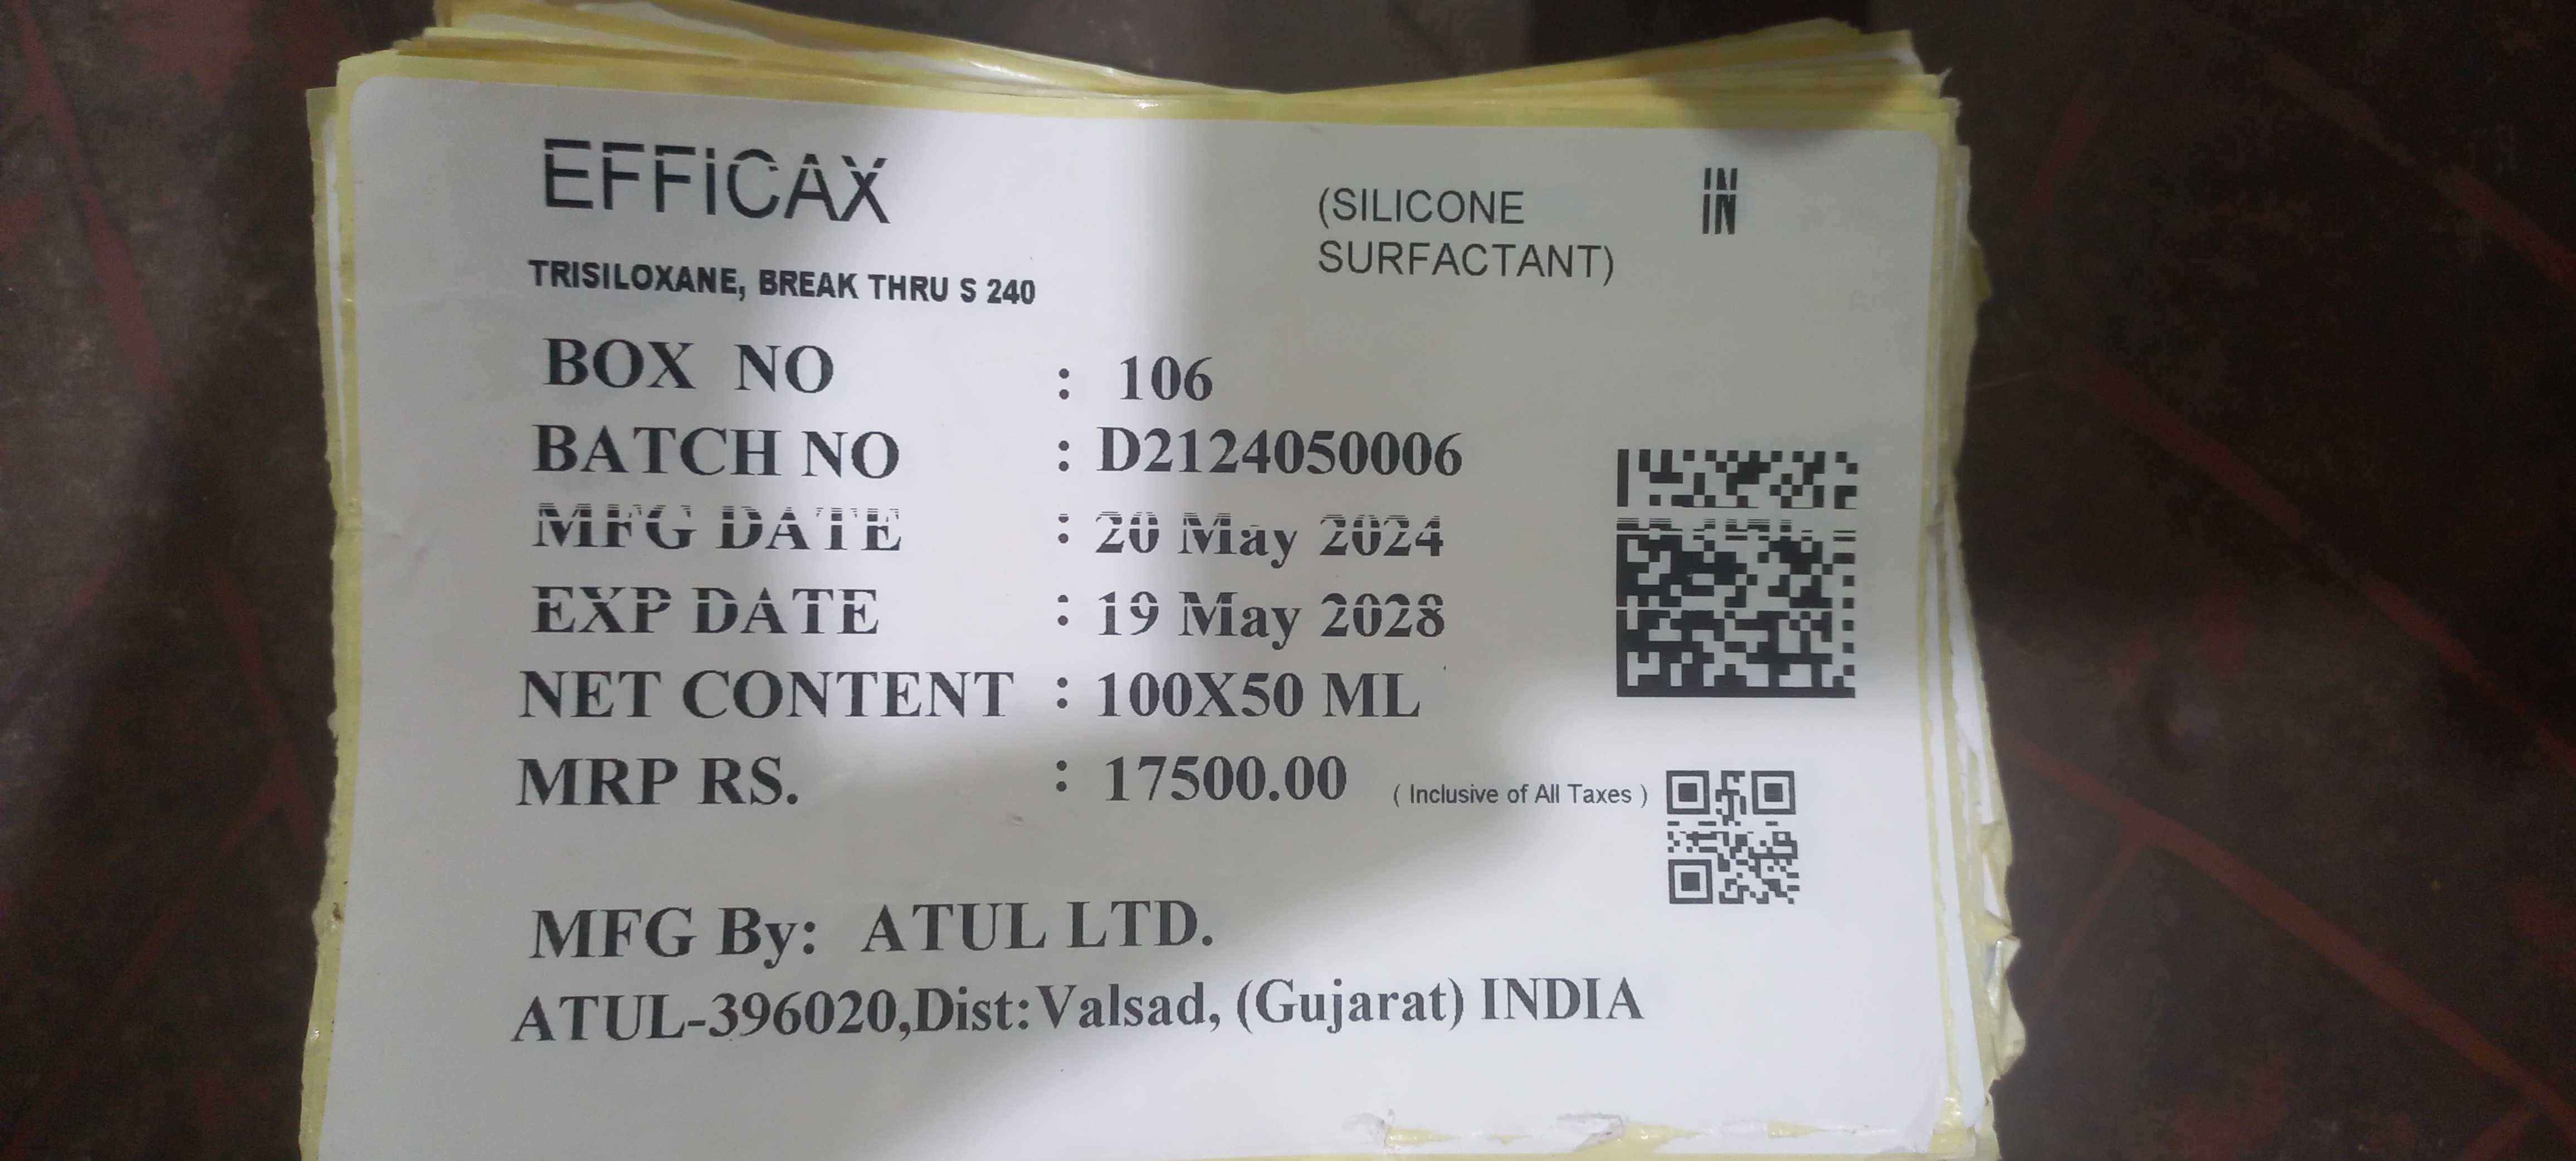 EFFiCAX
(SILICONE
SURFACTANT)
IN
IN
TRISILOXANE, BREAK THRU S 240
BOX NO : 106
BATCH NO : D2124050006
MFG DATE : 20 May 2024
EXP DATE : 19 May 2028
NET CONTENT : 100X50 ML
MRP RS. : 17500.00 ( Inclusive of All Taxes )
MFG By: ATUL LTD.
ATUL-396020,Dist:Valsad, (Gujarat) INDIA